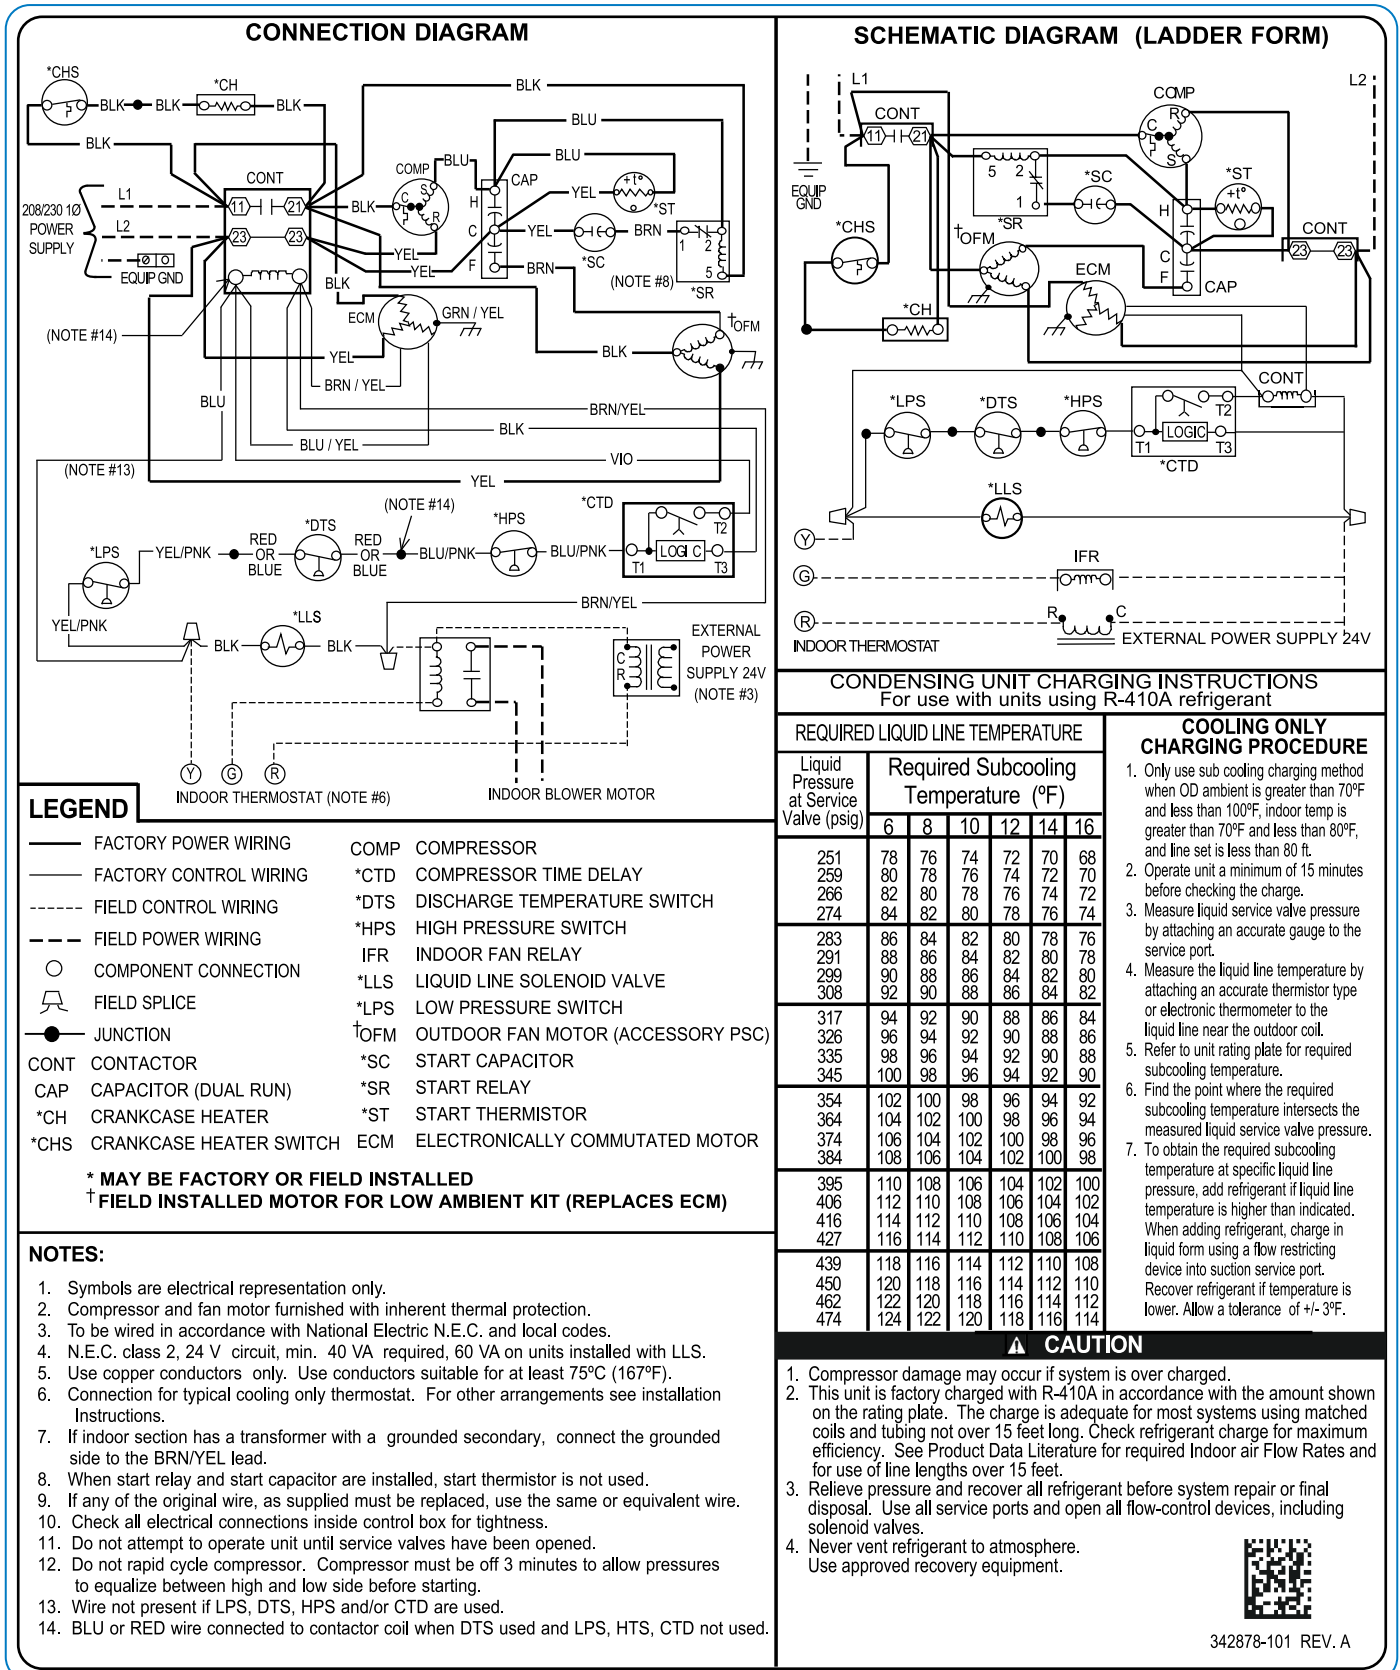 CONNECTION DIAGRAM
*CHS
*CH
BLK
BLK
BLK
BLK
BLK
BLU
BLK
BLU
COMP
BLU
CAP
YEL
+t°
*ST
CONT
L1
11
21
BLK
C
S
R
H
C
F
YEL
BRN
1
2
5
*SC
208/230 1Ø
POWER
SUPPLY
L2
23
23
YEL
YEL
BRN
(NOTE #8)
*SR
EQUIP GND
BLK
ECM
GRN / YEL
†OFM
(NOTE #14)
YEL
BLK
BRN / YEL
BLU
BRN/YEL
BLK
BLU / YEL
VIO
(NOTE #13)
YEL
(NOTE #14)
*CTD
*LPS
YEL/PNK
RED
OR
BLUE
*DTS
RED
OR
BLUE
BLU/PNK
*HPS
BLU/PNK
T2
LOGIC
T1
T3
YEL/PNK
*LLS
BRN/YEL
BLK
BLK
C
R
EXTERNAL
POWER
SUPPLY 24V
(NOTE #3)
Y
G
R
INDOOR THERMOSTAT (NOTE #6)
INDOOR BLOWER MOTOR
LEGEND
FACTORY POWER WIRING
FACTORY CONTROL WIRING
FIELD CONTROL WIRING
FIELD POWER WIRING
COMPONENT CONNECTION
FIELD SPLICE
JUNCTION
CONT CONTACTOR
CAP CAPACITOR (DUAL RUN)
*CH CRANKCASE HEATER
*CHS CRANKCASE HEATER SWITCH
COMP COMPRESSOR
*CTD COMPRESSOR TIME DELAY
*DTS DISCHARGE TEMPERATURE SWITCH
*HPS HIGH PRESSURE SWITCH
IFR INDOOR FAN RELAY
*LLS LIQUID LINE SOLENOID VALVE
*LPS LOW PRESSURE SWITCH
†OFM OUTDOOR FAN MOTOR (ACCESSORY PSC)
*SC START CAPACITOR
*SR START RELAY
*ST START THERMISTOR
ECM ELECTRONICALLY COMMUTATED MOTOR
* MAY BE FACTORY OR FIELD INSTALLED
† FIELD INSTALLED MOTOR FOR LOW AMBIENT KIT (REPLACES ECM)
NOTES:
1. Symbols are electrical representation only.
2. Compressor and fan motor furnished with inherent thermal protection.
3. To be wired in accordance with National Electric N.E.C. and local codes.
4. N.E.C. class 2, 24 V circuit, min. 40 VA required, 60 VA on units installed with LLS.
5. Use copper conductors only. Use conductors suitable for at least 75ºC (167ºF).
6. Connection for typical cooling only thermostat. For other arrangements see installation
Instructions.
7. If indoor section has a transformer with a grounded secondary, connect the grounded
side to the BRN/YEL lead.
8. When start relay and start capacitor are installed, start thermistor is not used.
9. If any of the original wire, as supplied must be replaced, use the same or equivalent wire.
10. Check all electrical connections inside control box for tightness.
11. Do not attempt to operate unit until service valves have been opened.
12. Do not rapid cycle compressor. Compressor must be off 3 minutes to allow pressures
to equalize between high and low side before starting.
13. Wire not present if LPS, DTS, HPS and/or CTD are used.
14. BLU or RED wire connected to contactor coil when DTS used and LPS, HTS, CTD not used.
SCHEMATIC DIAGRAM (LADDER FORM)
L1
L2
COMP
CONT
11
21
R
C
S
EQUIP
GND
5
2
1
*SR
*SC
+t°
*ST
H
C
F
CAP
CONT
23
23
*CHS
†OFM
ECM
*CH
CONT
*LPS
*DTS
*HPS
T2
LOGIC
T1
T3
*CTD
*LLS
Y
G
IFR
R
R
C
INDOOR THERMOSTAT
EXTERNAL POWER SUPPLY 24V
CONDENSING UNIT CHARGING INSTRUCTIONS
For use with units using R-410A refrigerant
REQUIRED LIQUID LINE TEMPERATURE
Liquid
Pressure
at Service
Valve (psig)
Required Subcooling
Temperature (ºF)
6 8 10 12 14 16
251 78 76 74 72 70 68
259 80 78 76 74 72 70
266 82 80 78 76 74 72
274 84 82 80 78 76 74
283 86 84 82 80 78 76
291 88 86 84 82 80 78
299 90 88 86 84 82 80
308 92 90 88 86 84 82
317 94 92 90 88 86 84
326 96 94 92 90 88 86
335 98 96 94 92 90 88
345 100 98 96 94 92 90
354 102 100 98 96 94 92
364 104 102 100 98 96 94
374 106 104 102 100 98 96
384 108 106 104 102 100 98
395 110 108 106 104 102 100
406 112 110 108 106 104 102
416 114 112 110 108 106 104
427 116 114 112 110 108 106
439 118 116 114 112 110 108
450 120 118 116 114 112 110
462 122 120 118 116 114 112
474 124 122 120 118 116 114
COOLING ONLY
CHARGING PROCEDURE
1. Only use sub cooling charging method
when OD ambient is greater than 70ºF
and less than 100ºF, indoor temp is
greater than 70ºF and less than 80ºF,
and line set is less than 80 ft.
2. Operate unit a minimum of 15 minutes
before checking the charge.
3. Measure liquid service valve pressure
by attaching an accurate gauge to the
service port.
4. Measure the liquid line temperature by
attaching an accurate thermistor type
or electronic thermometer to the
liquid line near the outdoor coil.
5. Refer to unit rating plate for required
subcooling temperature.
6. Find the point where the required
subcooling temperature intersects the
measured liquid service valve pressure.
7. To obtain the required subcooling
temperature at specific liquid line
pressure, add refrigerant if liquid line
temperature is higher than indicated.
When adding refrigerant, charge in
liquid form using a flow restricting
device into suction service port.
Recover refrigerant if temperature is
lower. Allow a tolerance of +/- 3ºF.
CAUTION
1. Compressor damage may occur if system is over charged.
2. This unit is factory charged with R-410A in accordance with the amount shown
on the rating plate. The charge is adequate for most systems using matched
coils and tubing not over 15 feet long. Check refrigerant charge for maximum
efficiency. See Product Data Literature for required Indoor air Flow Rates and
for use of line lengths over 15 feet.
3. Relieve pressure and recover all refrigerant before system repair or final
disposal. Use all service ports and open all flow-control devices, including
solenoid valves.
4. Never vent refrigerant to atmosphere.
Use approved recovery equipment.
342878-101 REV. A